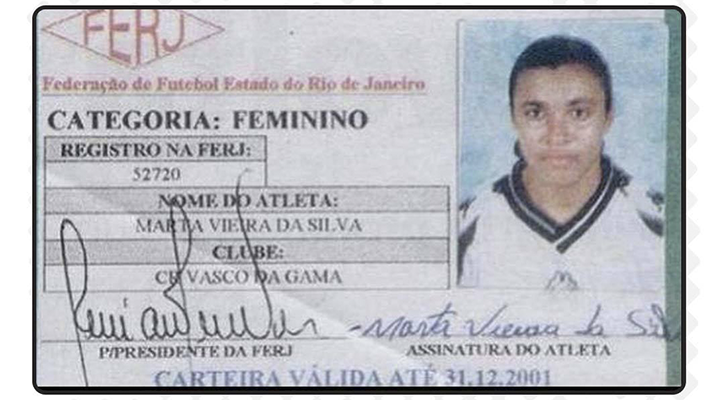 FERJ
Federação de Futebol Estado do Rio de Janeiro
CATEGORIA: FEMININO
REGISTRO NA FERJ:
52720
NOME DO ATLETA:
MARTA VIEIRA DA SILVA
CLUBE:
CR VASCO DA GAMA
Marta Vieira da Silva
P/PRESIDENTE DA FERJ
ASSINATURA DO ATLETA
CARTEIRA VÁLIDA ATÉ 31.12.2001